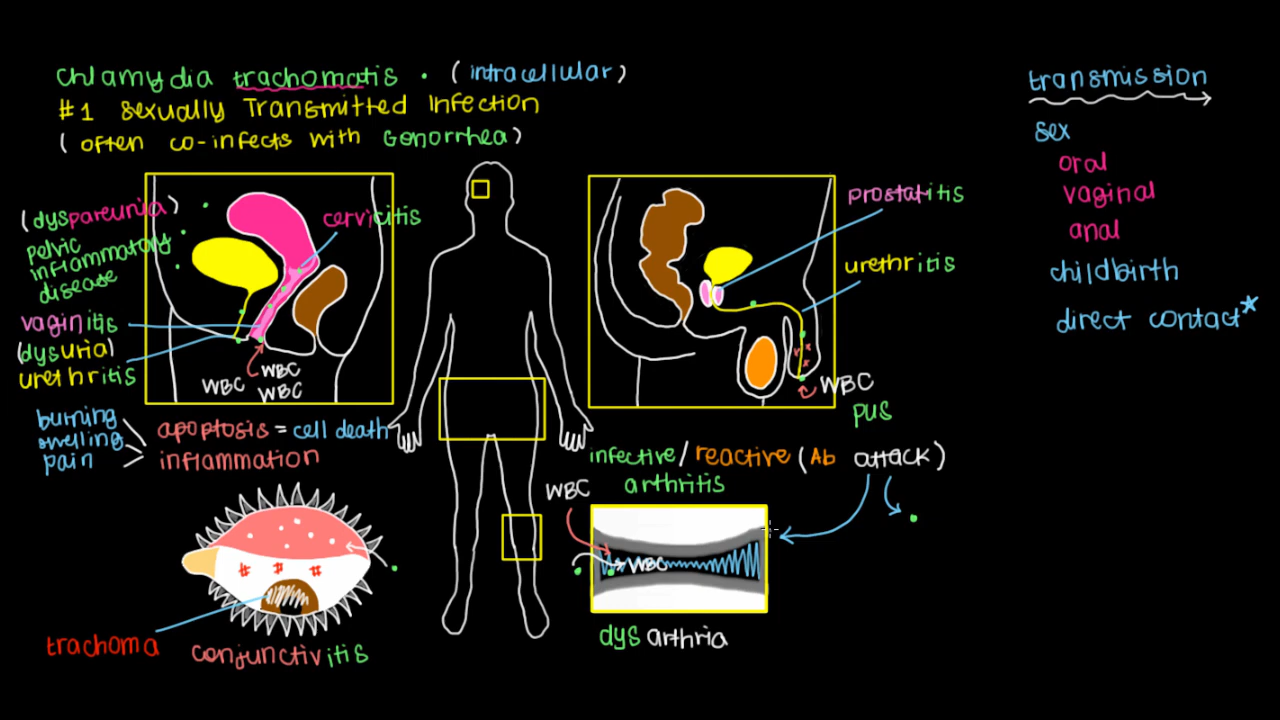 chlamydia trachomatis · (intracellular)
#1 sexually Transmitted Infection
(often co-infects with Gonorrhea)
transmission
sex
oral
vaginal
anal
childbirth
direct contact*
(dyspareunia)
pelvic
inflammatory
disease
vaginitis
(dysuria)
urethritis
cervicitis
WBC
WBC
WBC
burning
swelling
pain
apoptosis = cell death
inflammation
prostatitis
urethritis
WBC
pus
infective/reactive (Ab attack)
arthritis
WBC
WBC
dysarthria
trachoma
conjunctivitis